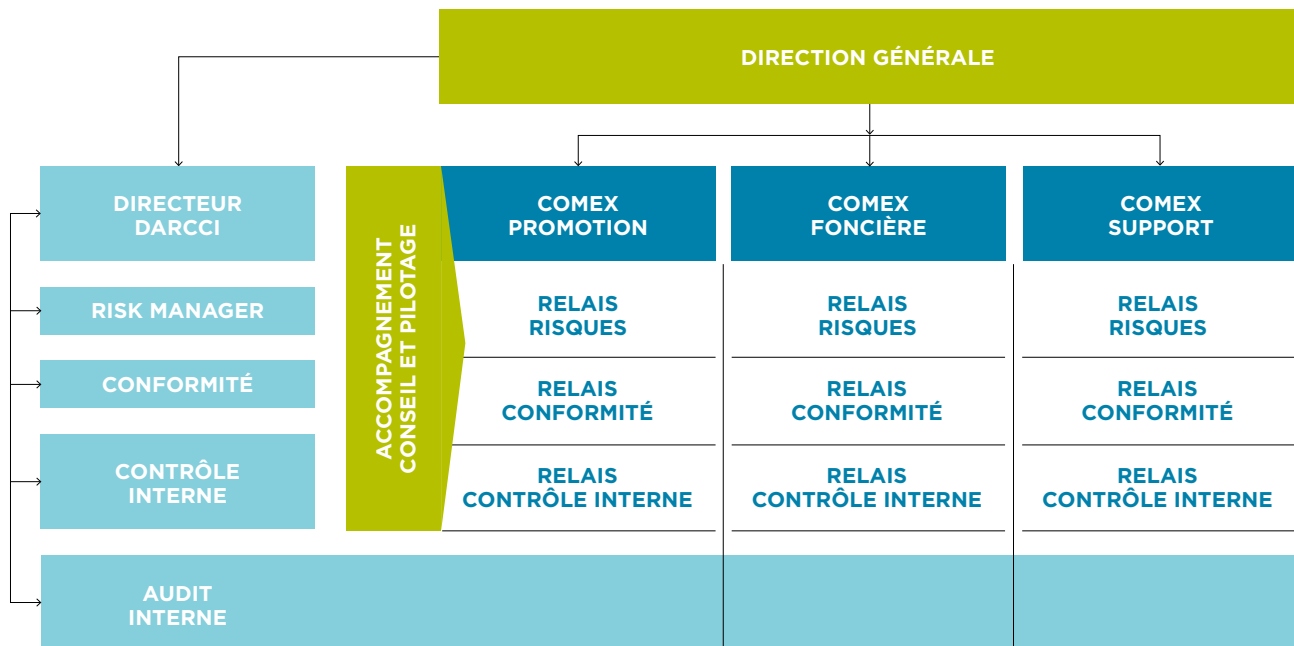 DIRECTION GÉNÉRALE
DIRECTEUR
DARCCI
RISK MANAGER
CONFORMITÉ
CONTRÔLE
INTERNE
AUDIT
INTERNE
ACCOMPAGNEMENT
CONSEIL ET PILOTAGE
COMEX
PROMOTION
RELAIS
RISQUES
RELAIS
CONFORMITÉ
RELAIS
CONTRÔLE INTERNE
COMEX
FONCIÈRE
RELAIS
RISQUES
RELAIS
CONFORMITÉ
RELAIS
CONTRÔLE INTERNE
COMEX
SUPPORT
RELAIS
RISQUES
RELAIS
CONFORMITÉ
RELAIS
CONTRÔLE INTERNE